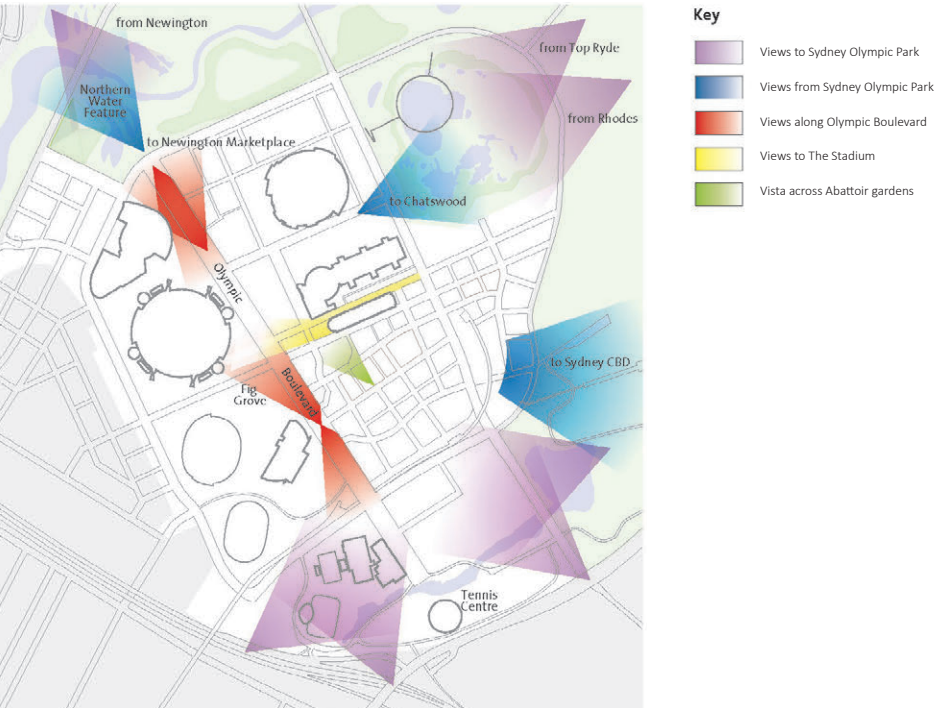 from Newington
from Top Ryde
Northern
Water
Feature
from Rhodes
to Newington Marketplace
to Chatswood
Olympic
Boulevard
to Sydney CBD
Fig
Grove
Tennis
Centre
Key
Views to Sydney Olympic Park
Views from Sydney Olympic Park
Views along Olympic Boulevard
Views to The Stadium
Vista across Abattoir gardens